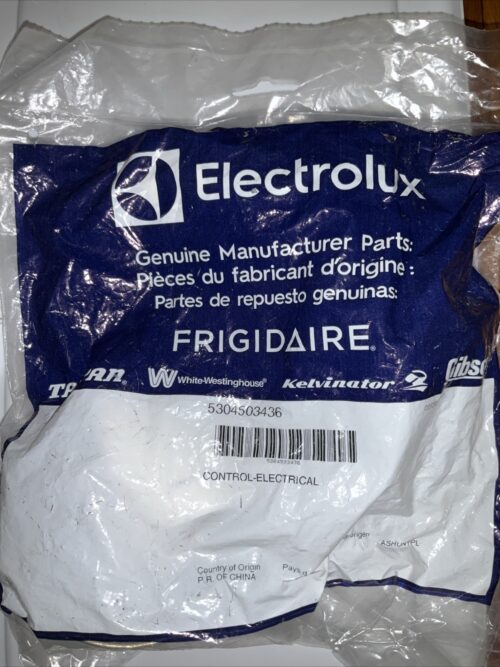 Electrolux
Genuine Manufacturer Parts:
Pièces du fabricant d'origine :
Partes de repuesto genuinas:
FRIGIDAIRE®
White-Westinghouse® Kelvinator®
5304503436
5304503436
CONTROL-ELECTRICAL
Country of Origin
P.R. OF CHINA